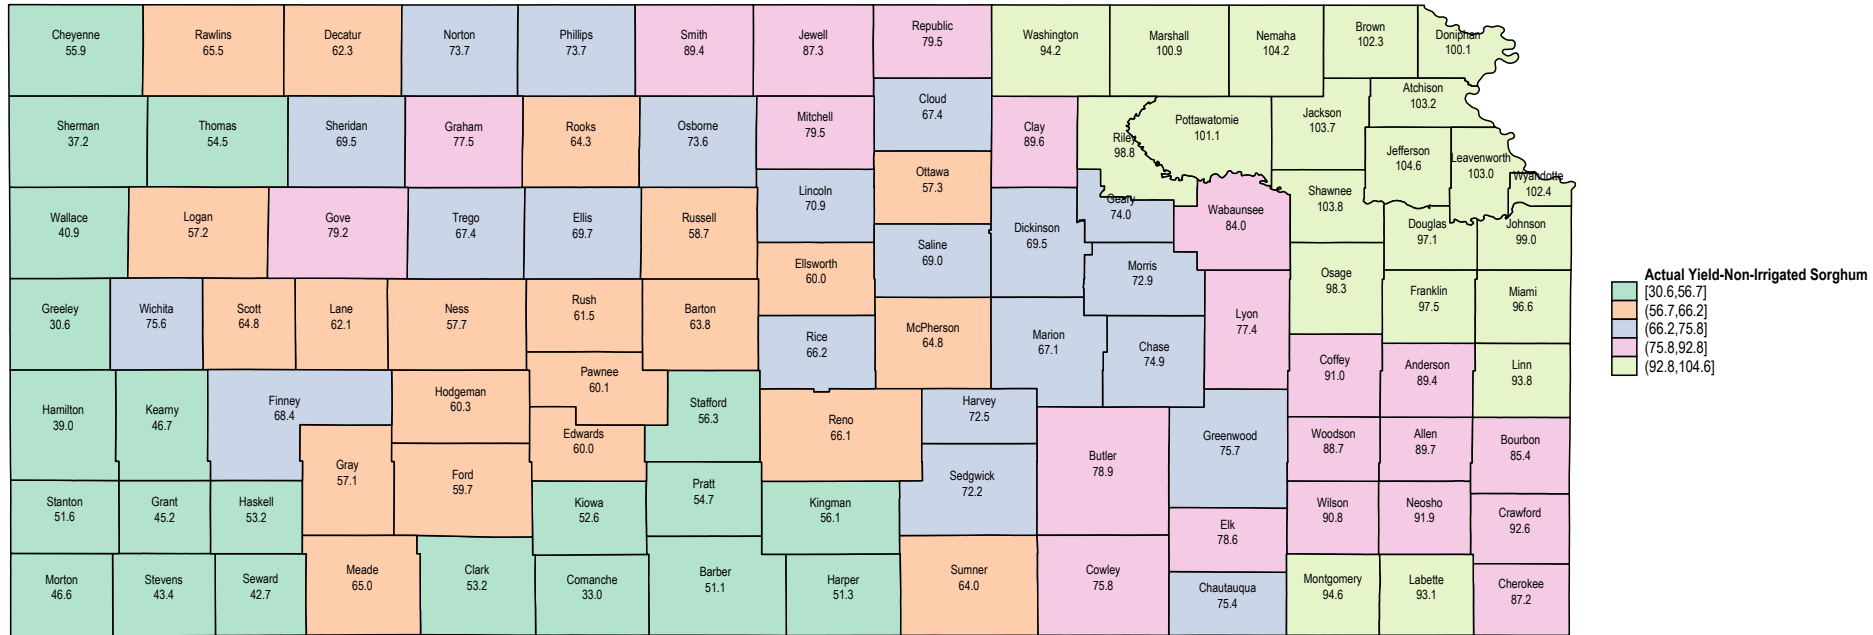 Cheyenne
55.9
Rawlins
65.5
Decatur
62.3
Norton
73.7
Phillips
73.7
Smith
89.4
Jewell
87.3
Republic
79.5
Washington
94.2
Marshall
100.9
Nemaha
104.2
Brown
102.3
Doniphan
100.1
Sherman
37.2
Thomas
54.5
Sheridan
69.5
Graham
77.5
Rooks
64.3
Osborne
73.6
Mitchell
79.5
Cloud
67.4
Clay
89.6
Riley
98.8
Pottawatomie
101.1
Jackson
103.7
Atchison
103.2
Jefferson
104.6
Leavenworth
103.0
Wyandotte
102.4
Wallace
40.9
Logan
57.2
Gove
79.2
Trego
67.4
Ellis
69.7
Russell
58.7
Lincoln
70.9
Ottawa
57.3
Saline
69.0
Dickinson
69.5
Geary
74.0
Wabaunsee
84.0
Shawnee
103.8
Douglas
97.1
Johnson
99.0
Ellsworth
60.0
Morris
72.9
Osage
98.3
Franklin
97.5
Miami
96.6
Greeley
30.6
Wichita
75.6
Scott
64.8
Lane
62.1
Ness
57.7
Rush
61.5
Barton
63.8
Rice
66.2
McPherson
64.8
Marion
67.1
Chase
74.9
Lyon
77.4
Coffey
91.0
Anderson
89.4
Linn
93.8
Hamilton
39.0
Kearny
46.7
Finney
68.4
Hodgeman
60.3
Pawnee
60.1
Stafford
56.3
Reno
66.1
Harvey
72.5
Edwards
60.0
Gray
57.1
Ford
59.7
Butler
78.9
Greenwood
75.7
Woodson
88.7
Allen
89.7
Bourbon
85.4
Stanton
51.6
Grant
45.2
Haskell
53.2
Kiowa
52.6
Pratt
54.7
Kingman
56.1
Sedgwick
72.2
Elk
78.6
Wilson
90.8
Neosho
91.9
Crawford
92.6
Morton
46.6
Stevens
43.4
Seward
42.7
Meade
65.0
Clark
53.2
Comanche
33.0
Barber
51.1
Harper
51.3
Sumner
64.0
Cowley
75.8
Chautauqua
75.4
Montgomery
94.6
Labette
93.1
Cherokee
87.2
Actual Yield-Non-Irrigated Sorghum
[30.6,56.7]
(56.7,66.2]
(66.2,75.8]
(75.8,92.8]
(92.8,104.6]